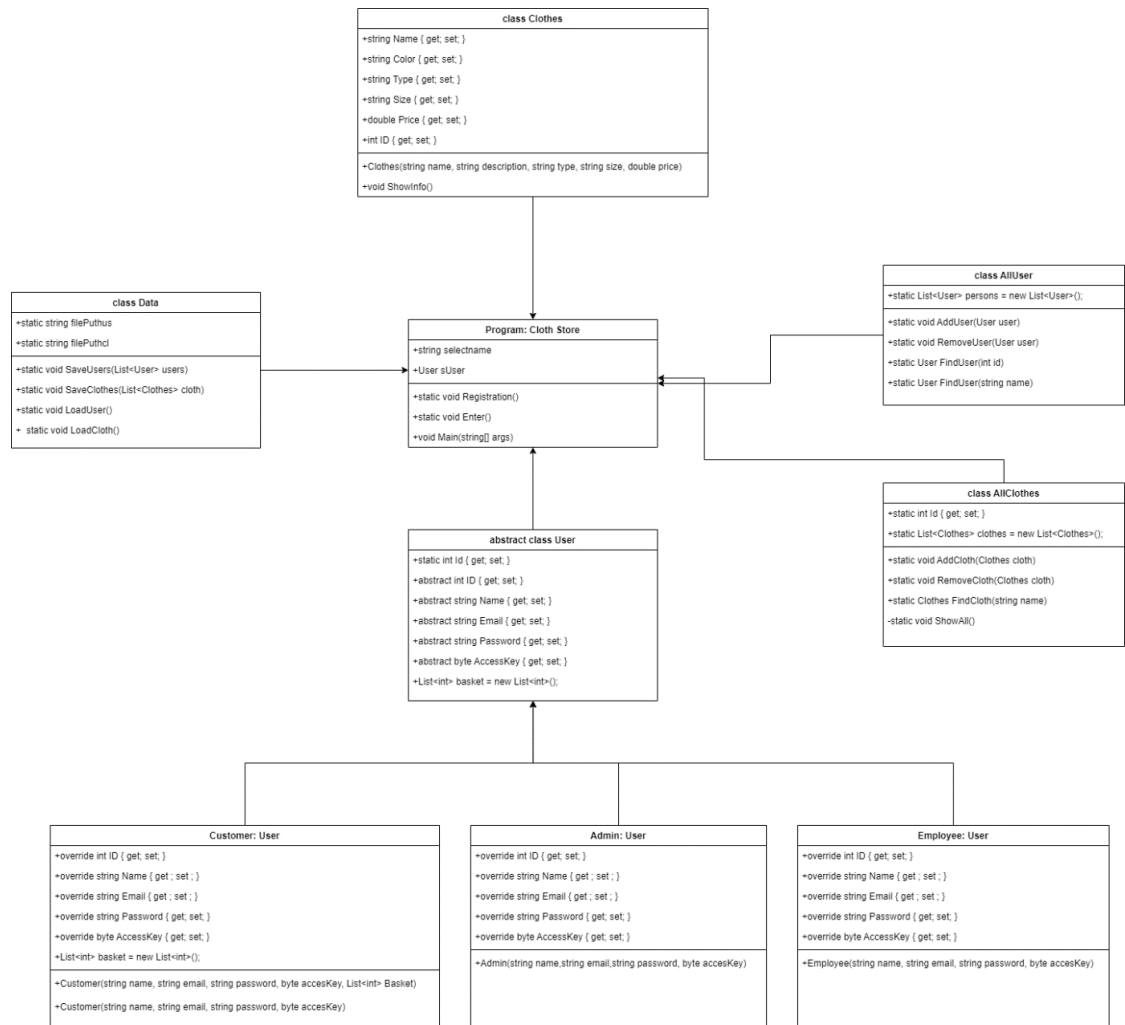 class Clothes
+string Name { get; set; }
+string Color { get; set; }
+string Type { get; set; }
+string Size { get; set; }
+double Price { get; set; }
+int ID { get; set; }
+Clothes(string name, string description, string type, string size, double price)
+void ShowInfo()
class Data
+static string filePuthus
+static string filePuthcl
+static void SaveUsers(List<User> users)
+static void SaveClothes(List<Clothes> cloth)
+static void LoadUser()
+ static void LoadCloth()
Program: Cloth Store
+string selectname
+User sUser
+static void Registration()
+static void Enter()
+void Main(string[] args)
class AllUser
+static List<User> persons = new List<User>();
+static void AddUser(User user)
+static void RemoveUser(User user)
+static User FindUser(int id)
+static User FindUser(string name)
class AllClothes
+static int Id { get; set; }
+static List<Clothes> clothes = new List<Clothes>();
+static void AddCloth(Clothes cloth)
+static void RemoveCloth(Clothes cloth)
+static Clothes FindCloth(string name)
-static void ShowAll()
abstract class User
+static int Id { get; set; }
+abstract int ID { get; set; }
+abstract string Name { get; set; }
+abstract string Email { get; set; }
+abstract string Password { get; set; }
+abstract byte AccessKey { get; set; }
+List<int> basket = new List<int>();
Customer: User
+override int ID { get; set; }
+override string Name { get ; set ; }
+override string Email { get ; set ; }
+override string Password { get; set; }
+override byte AccessKey { get; set; }
+List<int> basket = new List<int>();
+Customer(string name, string email, string password, byte accesKey, List<int> Basket)
+Customer(string name, string email, string password, byte accesKey)
Admin: User
+override int ID { get; set; }
+override string Name { get ; set ; }
+override string Email { get ; set ; }
+override string Password { get; set; }
+override byte AccessKey { get; set; }
+Admin(string name,string email,string password, byte accesKey)
Employee: User
+override int ID { get; set; }
+override string Name { get ; set ; }
+override string Email { get ; set ; }
+override string Password { get; set; }
+override byte AccessKey { get; set; }
+Employee(string name, string email, string password, byte accesKey)